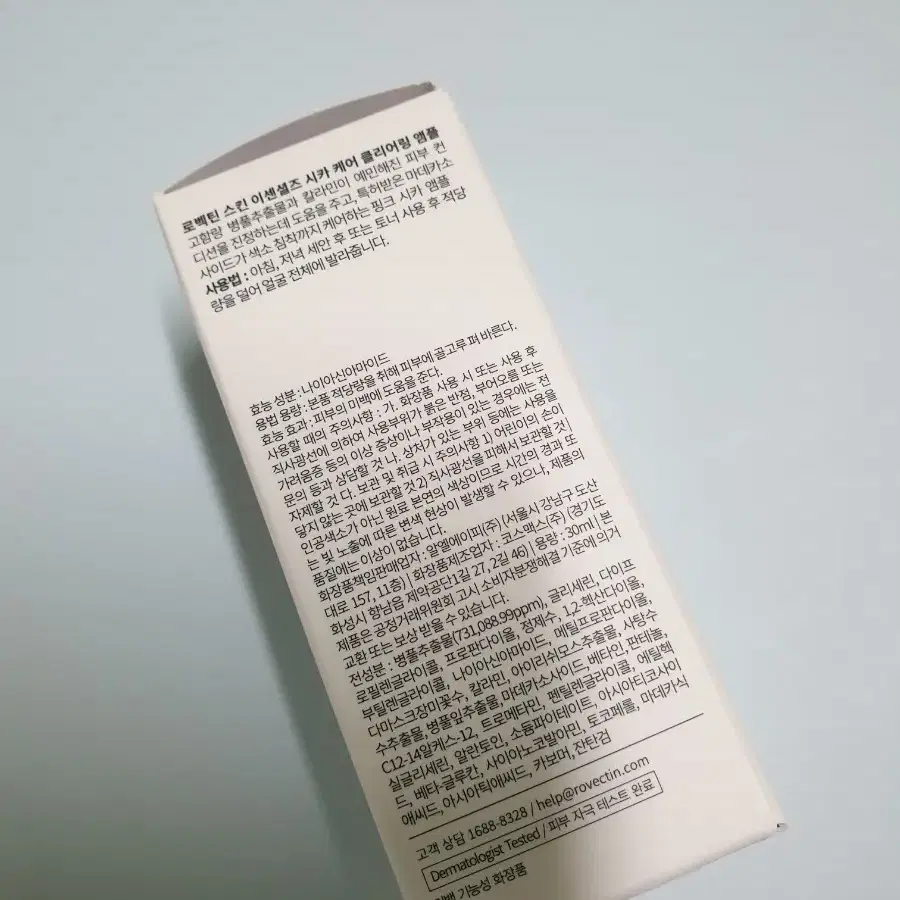 로벡틴 스킨 이센셜즈 시카 케어 클리어링 앰플
고함량 병풀추출물과 칼라민이 예민해진 피부 컨
디션을 진정하는데 도움을 주고, 특허받은 마데카소
사이드가 색소 침착까지 케어하는 핑크 시카 앰플
사용법 : 아침, 저녁 세안 후 또는 토너 사용 후 적당
량을 덜어 얼굴 전체에 발라줍니다.
효능 성분 : 나이아신아마이드
용법 용량 : 본품 적당량을 취해 피부에 골고루 펴 바른다.
효능 효과 : 피부의 미백에 도움을 준다.
사용할 때의 주의사항 : 가. 화장품 사용 시 또는 사용 후
직사광선에 의하여 사용부위가 붉은 반점, 부어오름 또는
가려움증 등의 이상 증상이나 부작용이 있는 경우에는 전
문의 등과 상담할 것 나. 상처가 있는 부위 등에는 사용을
자제할 것 다. 보관 및 취급 시 주의사항 1) 어린이의 손이
닿지 않는 곳에 보관할 것 2) 직사광선을 피해서 보관할 것
인공색소가 아닌 원료 본연의 색상이므로 시간의 경과 또
는 빛 노출에 따른 변색 현상이 발생할 수 있으나, 제품의
품질에는 이상이 없습니다.
화장품책임판매업자 : 알엘에이피(주) [서울시 강남구 도산
대로 157, 11층] | 화장품제조업자 : 코스맥스(주) (경기도
화성시 향남읍 제약공단1길 27, 2길 46) | 용량 : 30ml | 본
제품은 공정거래위원회 고시 소비자분쟁해결 기준에 의거
교환 또는 보상 받을 수 있습니다.
전성분 : 병풀추출물(731,088.99ppm), 글리세린, 다이프
로필렌글라이콜, 프로판다이올, 정제수, 1,2-헥산다이올,
부틸렌글라이콜, 나이아신아마이드, 메틸프로판다이올,
다마스크장미꽃수, 칼라민, 아이리쉬모스추출물, 사탕수
수추출물, 병풀잎추출물, 마데카소사이드, 베타인, 판테놀,
C12-14알케스-12, 트로메타민, 펜틸렌글라이콜, 에틸헥
실글리세린, 알란토인, 소듐파이테이트, 아시아티코사이
드, 베타-글루칸, 사이아노코발아민, 토코페롤, 마데카식
애씨드, 아시아틱애씨드, 카보머, 잔탄검
고객 상담 1688-8328 / help@rovectin.com
Dermatologist Tested / 피부 자극 테스트 완료
미백 기능성 화장품